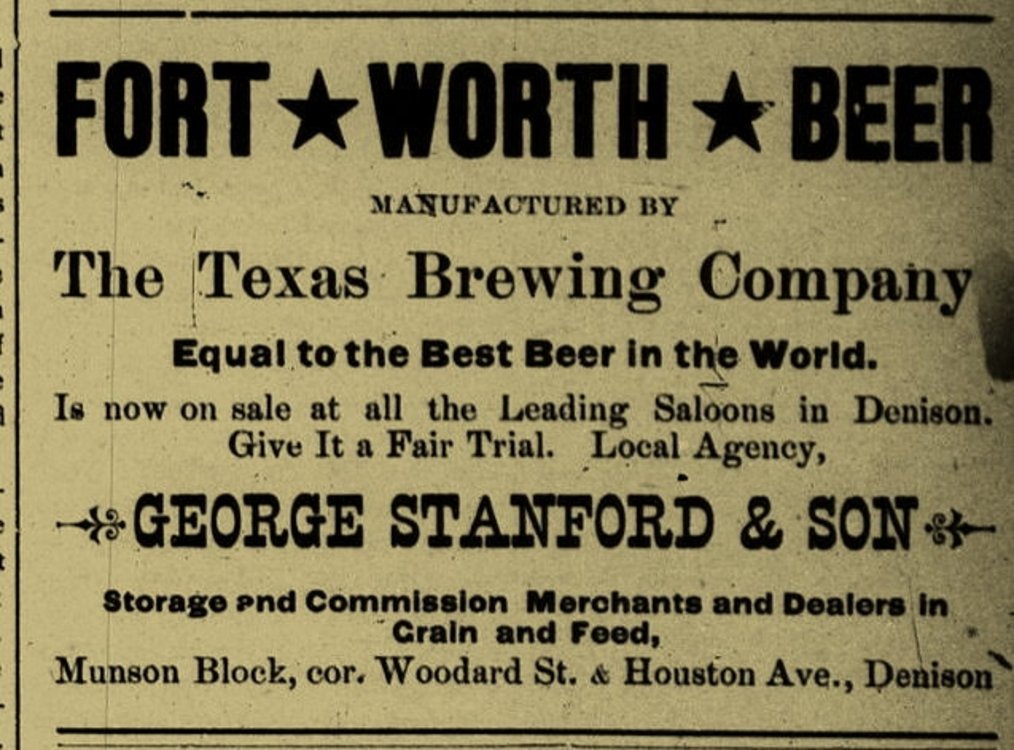 FORT ★ WORTH ★ BEER
MANUFACTURED BY
The Texas Brewing Company
Equal to the Best Beer in the World.
Is now on sale at all the Leading Saloons in Denison.
Give It a Fair Trial. Local Agency,
GEORGE STANFORD & SON
Storage and Commission Merchants and Dealers in
Grain and Feed,
Munson Block, cor. Woodard St. & Houston Ave., Denison